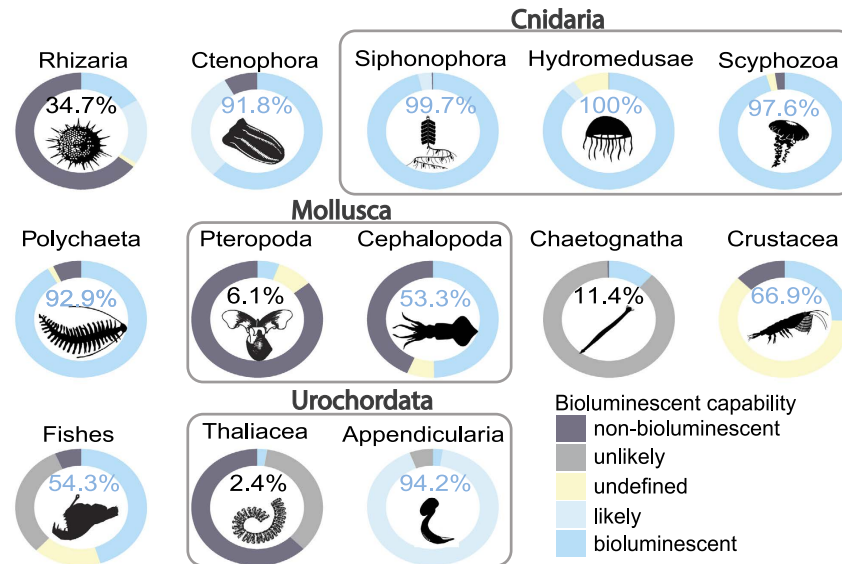 Cnidaria
Rhizaria
Ctenophora
Siphonophora
Hydromedusae
Scyphozoa
34.7%
91.8%
99.7%
100%
97.6%
Mollusca
Polychaeta
Pteropoda
Cephalopoda
Chaetognatha
Crustacea
92.9%
6.1%
53.3%
11.4%
66.9%
Urochordata
Fishes
Thaliacea
Appendicularia
54.3%
2.4%
94.2%
Bioluminescent capability
non-bioluminescent
unlikely
undefined
likely
bioluminescent